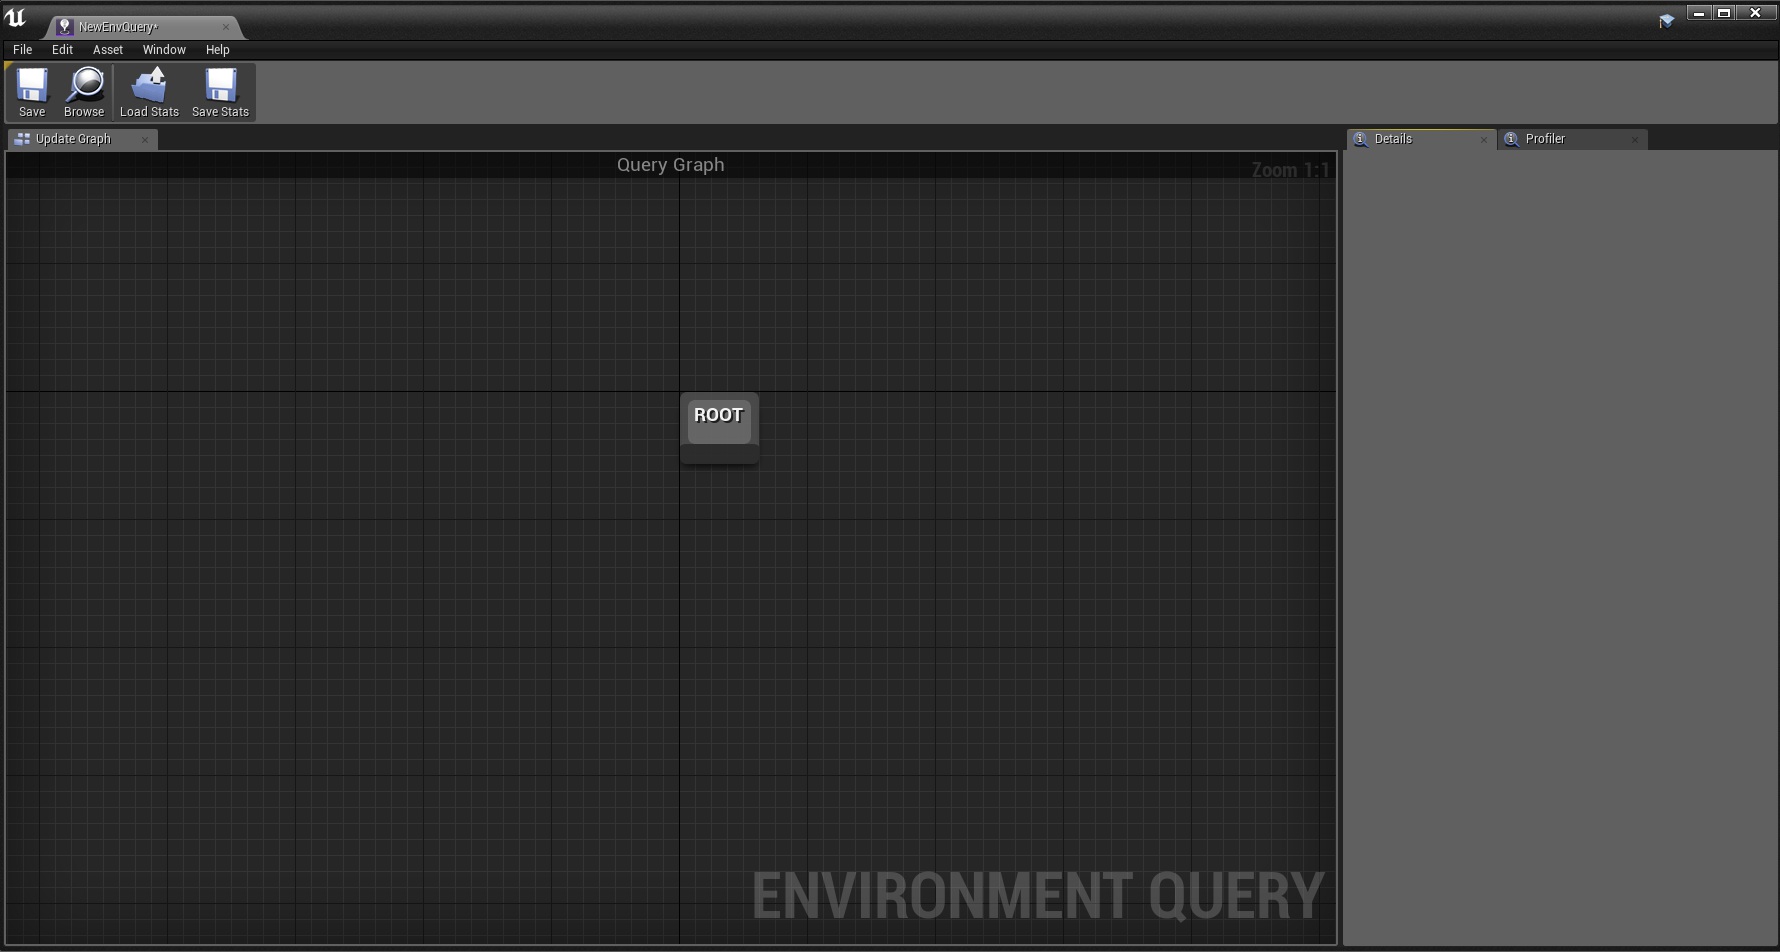 NewEnvQuery*
File Edit Asset Window Help
Save Browse Load Stats Save Stats
Update Graph
Details Profiler
Query Graph
Zoom 1:1
ROOT
ENVIRONMENT QUERY